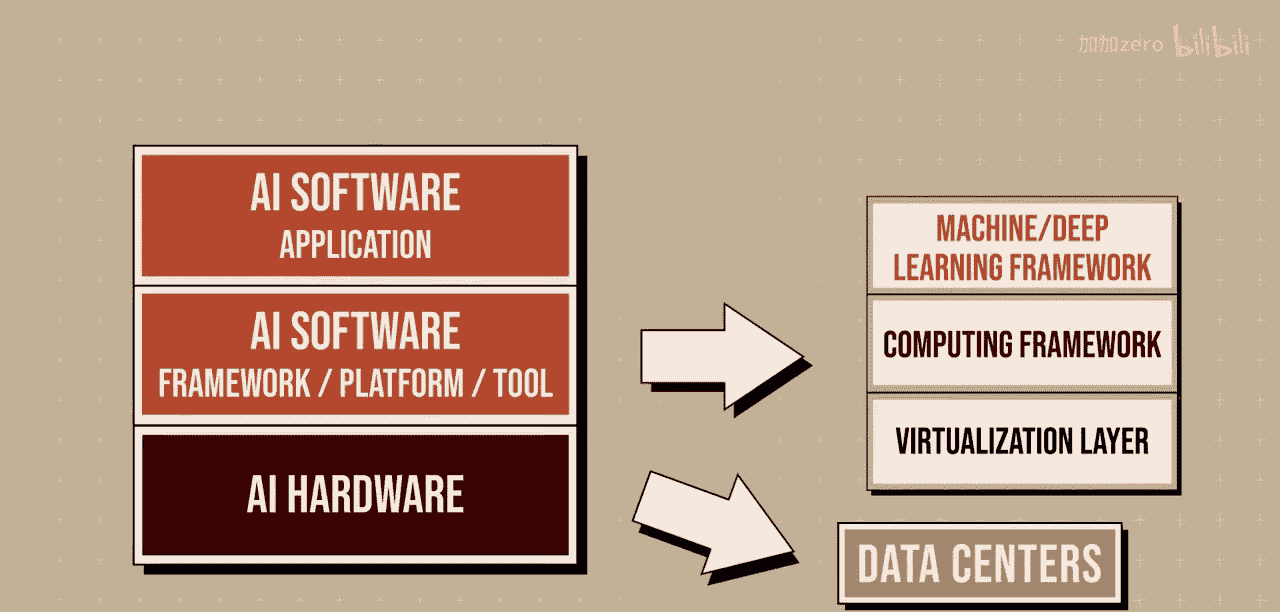 加加zero bilibili
AI SOFTWARE
APPLICATION
AI SOFTWARE
FRAMEWORK / PLATFORM / TOOL
AI HARDWARE
MACHINE/DEEP
LEARNING FRAMEWORK
COMPUTING FRAMEWORK
VIRTUALIZATION LAYER
DATA CENTERS